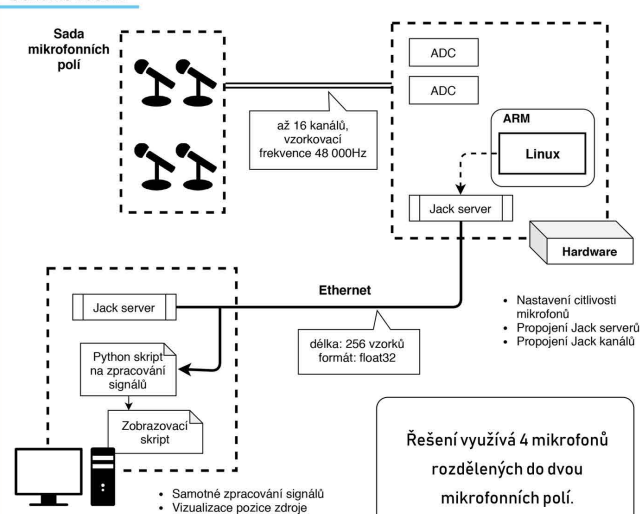 Sada
mikrofonních
polí
až 16 kanálů,
vzorkovací
frekvence 48 000Hz
ADC
ADC
ARM
Linux
Jack server
Hardware
• Nastavení citlivosti
mikrofonů
• Propojení Jack serverů
• Propojení Jack kanálů
Ethernet
délka: 256 vzorků
formát: float32
Jack server
Python skript
na zpracování
signálů
Zobrazovací
skript
• Samotné zpracování signálů
• Vizualizace pozice zdroje
Řešení využívá 4 mikrofonů
rozdělených do dvou
mikrofonních polí.